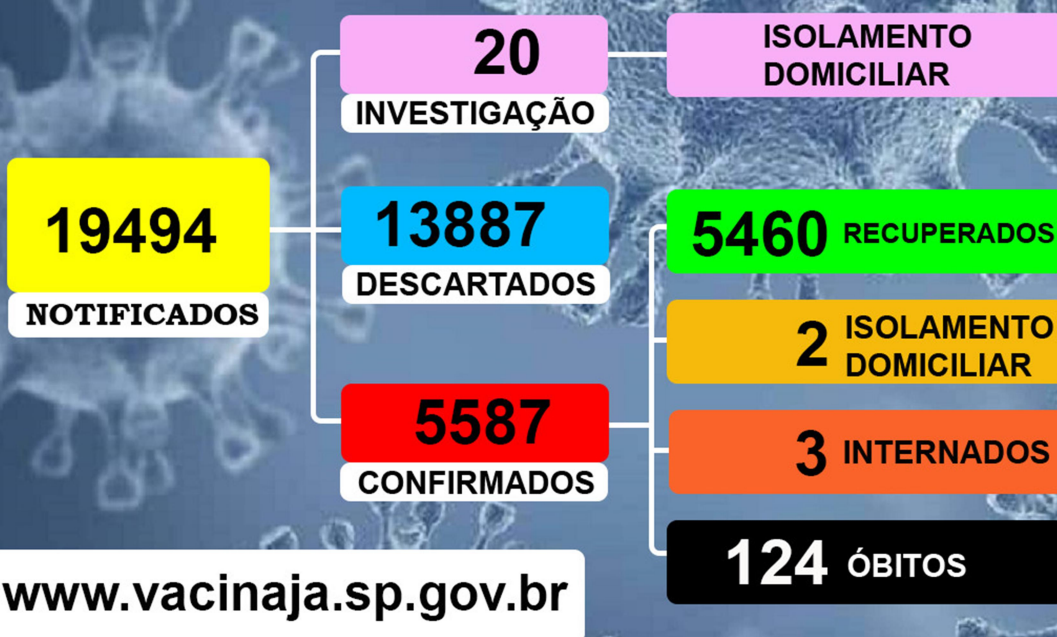 20
INVESTIGAÇÃO
ISOLAMENTO
DOMICILIAR
19494
NOTIFICADOS
13887
DESCARTADOS
5587
CONFIRMADOS
5460 RECUPERADOS
2 ISOLAMENTO
DOMICILIAR
3 INTERNADOS
124 ÓBITOS
www.vacinaja.sp.gov.br